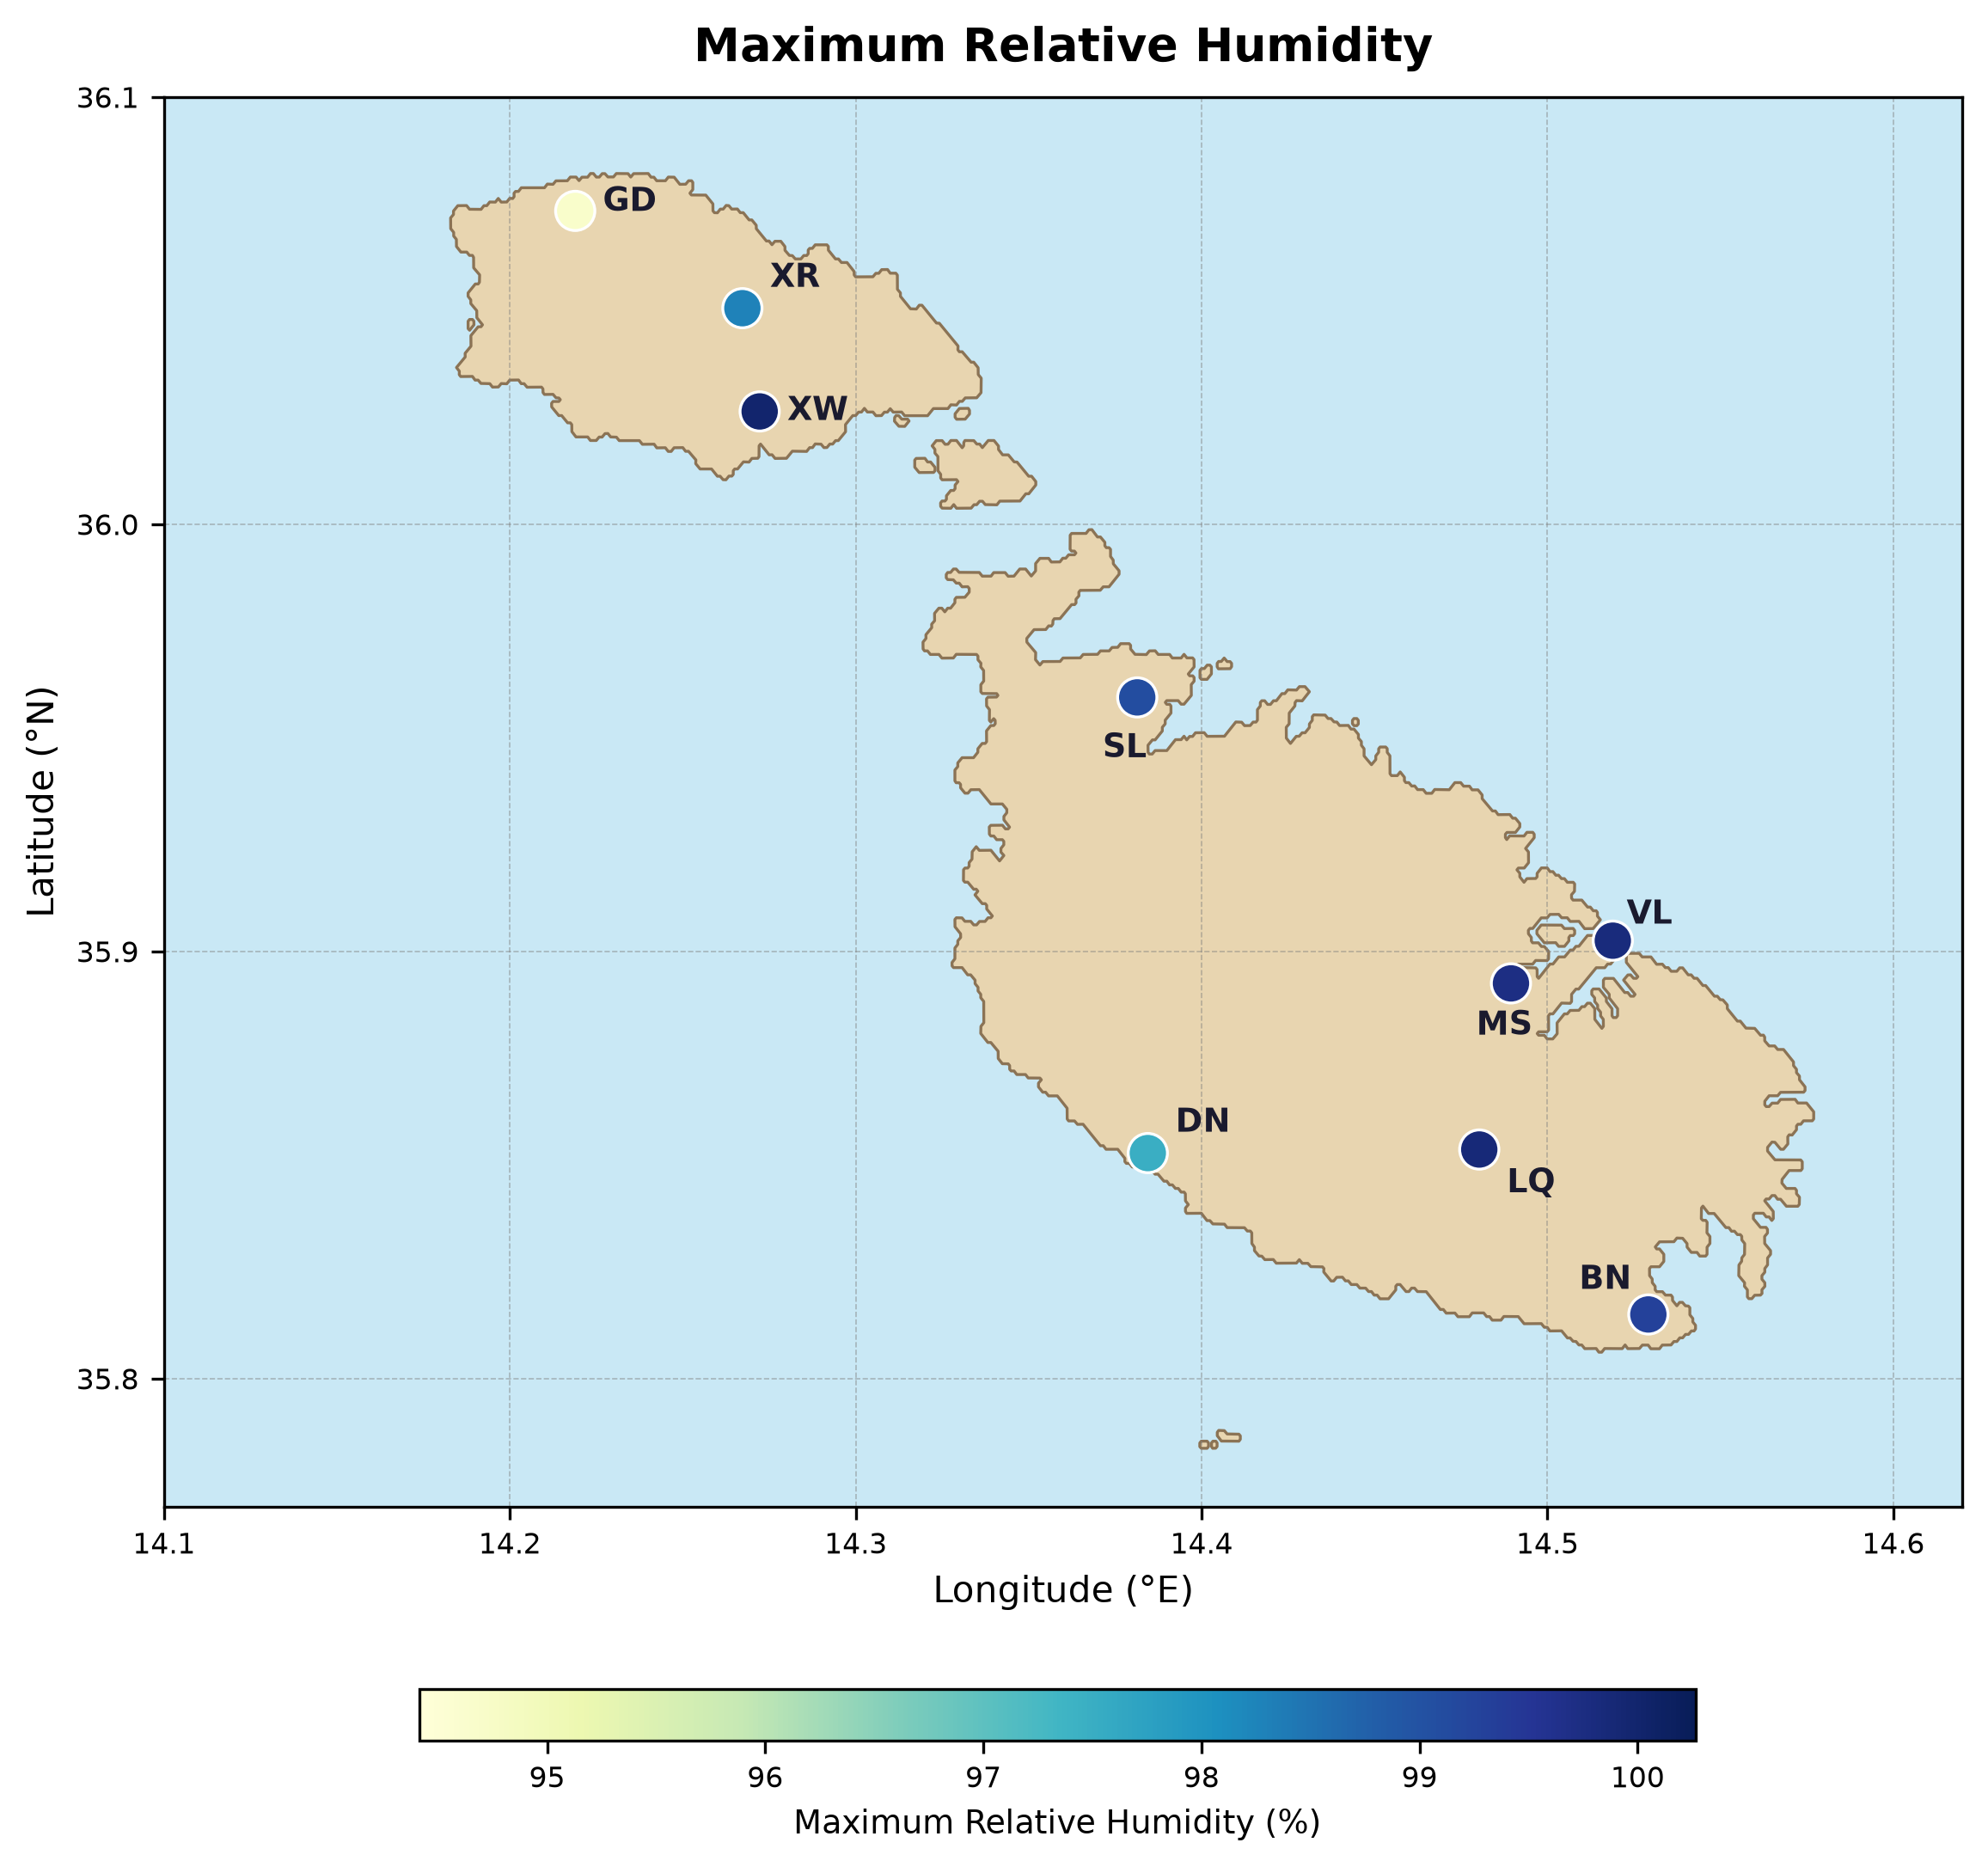 Maximum Relative Humidity
36.1
GD
XR
XW
36.0
SL
VL
35.9
MS
DN
LQ
BN
35.8
Latitude (°N)
14.1 14.2 14.3 14.4 14.5 14.6
Longitude (°E)
95 96 97 98 99 100
Maximum Relative Humidity (%)